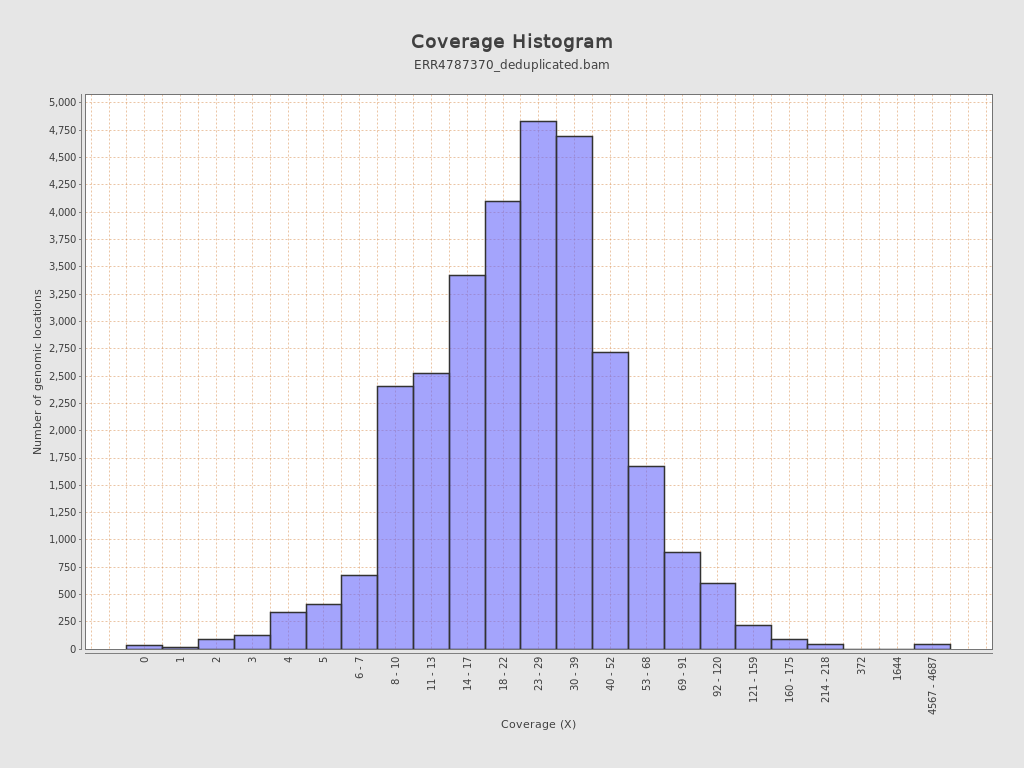 Coverage Histogram
ERR4787370_deduplicated.bam
Number of genomic locations
5,000
4,750
4,500
4,250
4,000
3,750
3,500
3,250
3,000
2,750
2,500
2,250
2,000
1,750
1,500
1,250
1,000
750
500
250
0
0
1
2
3
4
5
6 - 7
8 - 10
11 - 13
14 - 17
18 - 22
23 - 29
30 - 39
40 - 52
53 - 68
69 - 91
92 - 120
121 - 159
160 - 175
214 - 218
372
1644
4567 - 4687
Coverage (X)